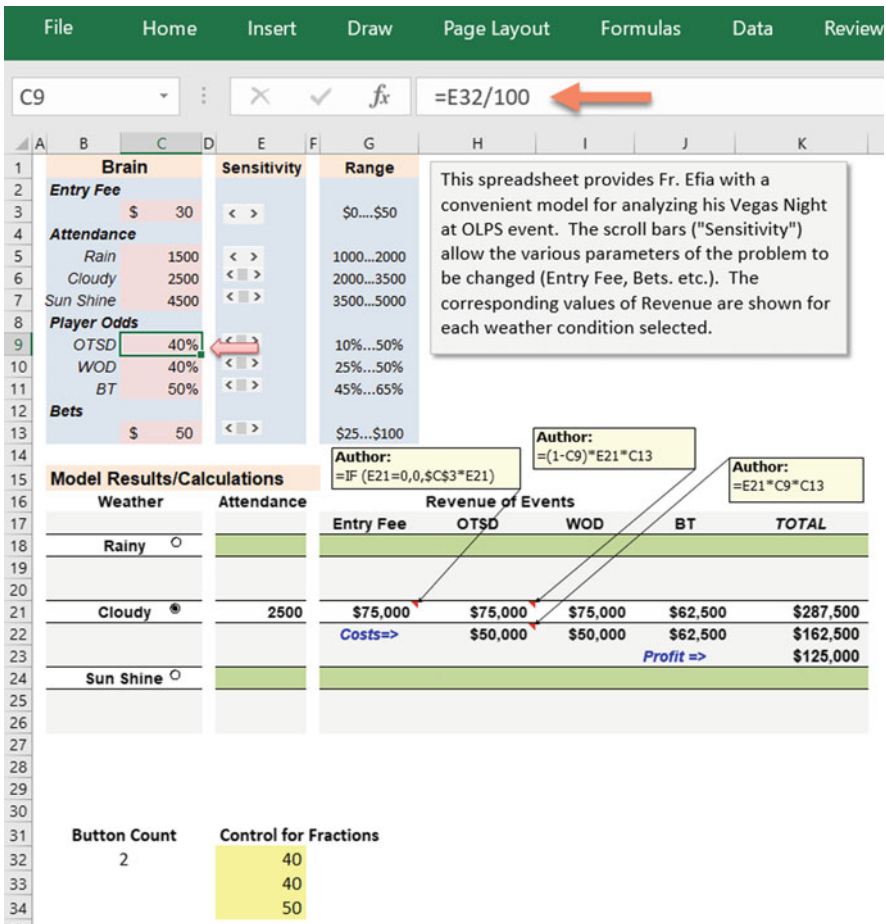 File Home Insert Draw Page Layout Formulas Data Review
C9 fx =E32/100
A B C D E F G H I J K
1 Brain Sensitivity Range
2 Entry Fee
3 $ 30 < > $0....$50
4 Attendance
5 Rain 1500 < > 1000...2000
6 Cloudy 2500 < > 2000...3500
7 Sun Shine 4500 < > 3500...5000
8 Player Odds
9 OTSD 40% < > 10%...50%
10 WOD 40% < > 25%...50%
11 BT 50% < > 45%...65%
12 Bets
13 $ 50 < > $25...$100
This spreadsheet provides Fr. Efia with a
convenient model for analyzing his Vegas Night
at OLPS event. The scroll bars ("Sensitivity")
allow the various parameters of the problem to
be changed (Entry Fee, Bets. etc.). The
corresponding values of Revenue are shown for
each weather condition selected.
Author:
=IF (E21=0,0,$C$3*E21)
Author:
=(1-C9)*E21*C13
Author:
=E21*C9*C13
14
15 Model Results/Calculations
16 Weather Attendance Revenue of Events
17 Entry Fee OTSD WOD BT TOTAL
18 Rainy
19
20
21 Cloudy 2500 $75,000 $75,000 $75,000 $62,500 $287,500
22 Costs=> $50,000 $50,000 $62,500 $162,500
23 Profit => $125,000
24 Sun Shine
25
26
27
28
29
30
31 Button Count Control for Fractions
32 2 40
33 40
34 50